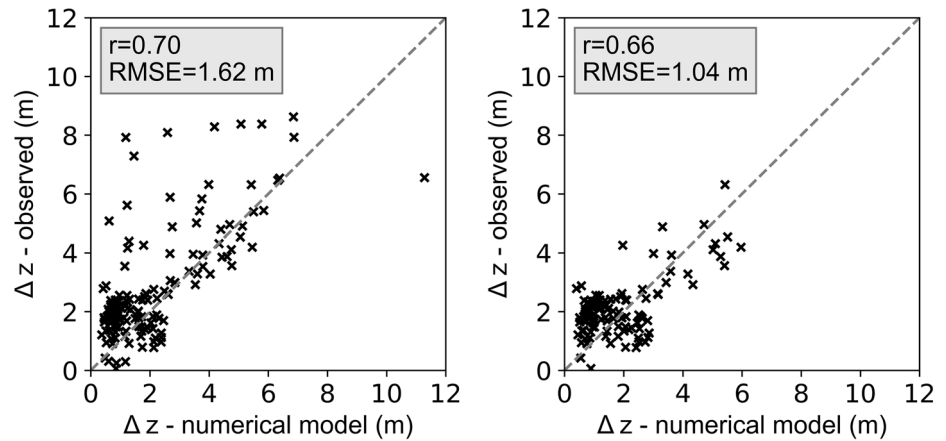 12
10
8
6
4
2
0
Δ z - observed (m)
r=0.70
RMSE=1.62 m
0 2 4 6 8 10 12
Δ z - numerical model (m)
12
10
8
6
4
2
0
Δ z - observed (m)
r=0.66
RMSE=1.04 m
0 2 4 6 8 10 12
Δ z - numerical model (m)